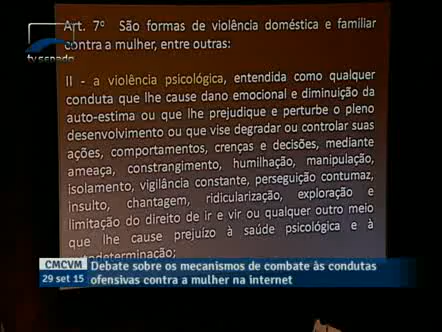 Art. 7º São formas de violência doméstica e familiar
contra a mulher, entre outras:
tv senado
II - a violência psicológica, entendida como qualquer
conduta que lhe cause dano emocional e diminuição da
auto-estima ou que lhe prejudique e perturbe o pleno
desenvolvimento ou que vise degradar ou controlar suas
ações, comportamentos, crenças e decisões, mediante
ameaça, constrangimento, humilhação, manipulação,
isolamento, vigilância constante, perseguição contumaz,
insulto, chantagem, ridicularização, exploração e
limitação do direito de ir e vir ou qualquer outro meio
que lhe cause prejuízo à saúde psicológica e à
autodeterminação;
CMCVM Debate sobre os mecanismos de combate às condutas
29 set 15 ofensivas contra a mulher na internet